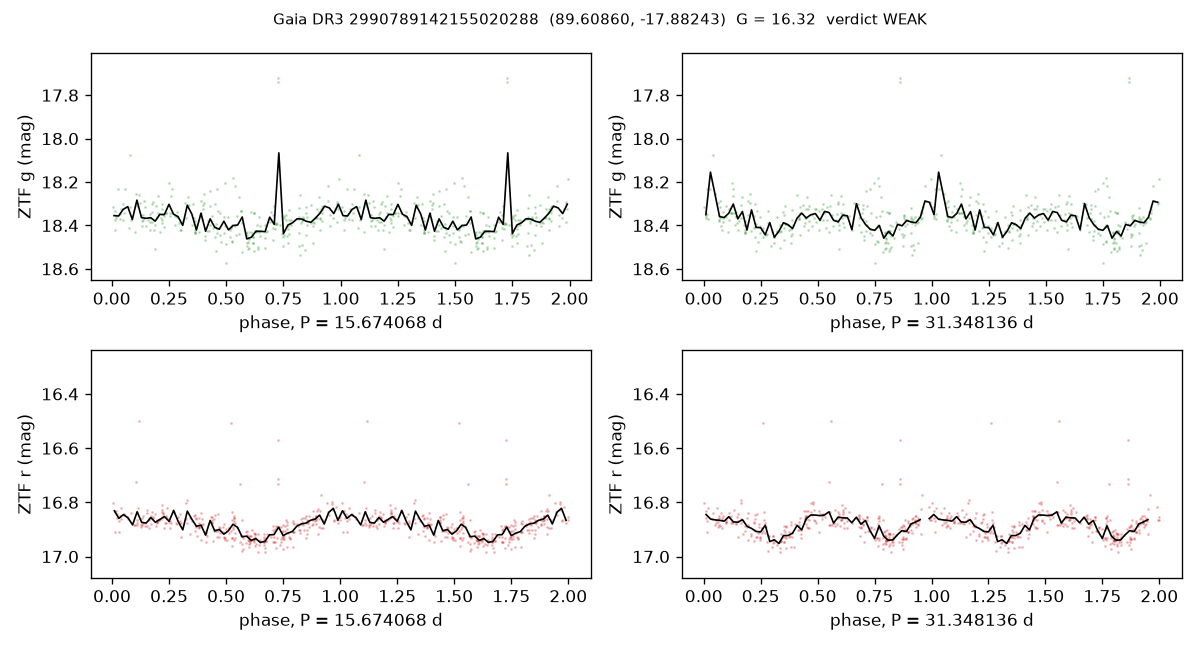 Gaia DR3 2990789142155020288 (89.60860, -17.88243) G = 16.32 verdict WEAK
ZTF g (mag)
17.8
18.0
18.2
18.4
18.6
0.00 0.25 0.50 0.75 1.00 1.25 1.50 1.75 2.00
phase, P = 15.674068 d
ZTF g (mag)
17.8
18.0
18.2
18.4
18.6
0.00 0.25 0.50 0.75 1.00 1.25 1.50 1.75 2.00
phase, P = 31.348136 d
ZTF r (mag)
16.4
16.6
16.8
17.0
0.00 0.25 0.50 0.75 1.00 1.25 1.50 1.75 2.00
phase, P = 15.674068 d
ZTF r (mag)
16.4
16.6
16.8
17.0
0.00 0.25 0.50 0.75 1.00 1.25 1.50 1.75 2.00
phase, P = 31.348136 d